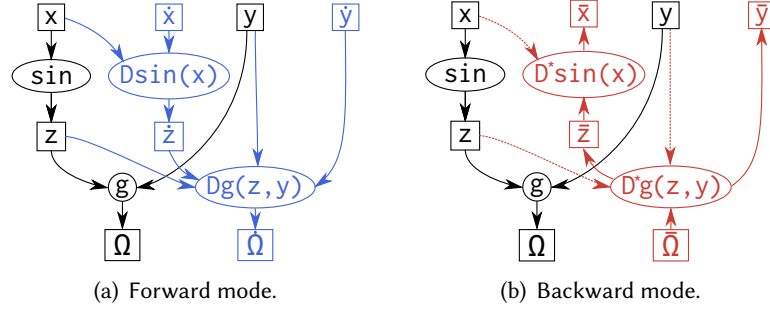 x ẋ y ẏ
sin Dsin(x)
z ż
g Dg(z,y)
Ω Ω̇
(a) Forward mode.
x x̄ y ȳ
sin D*sin(x)
z z̄
g D*g(z,y)
Ω Ω̄
(b) Backward mode.